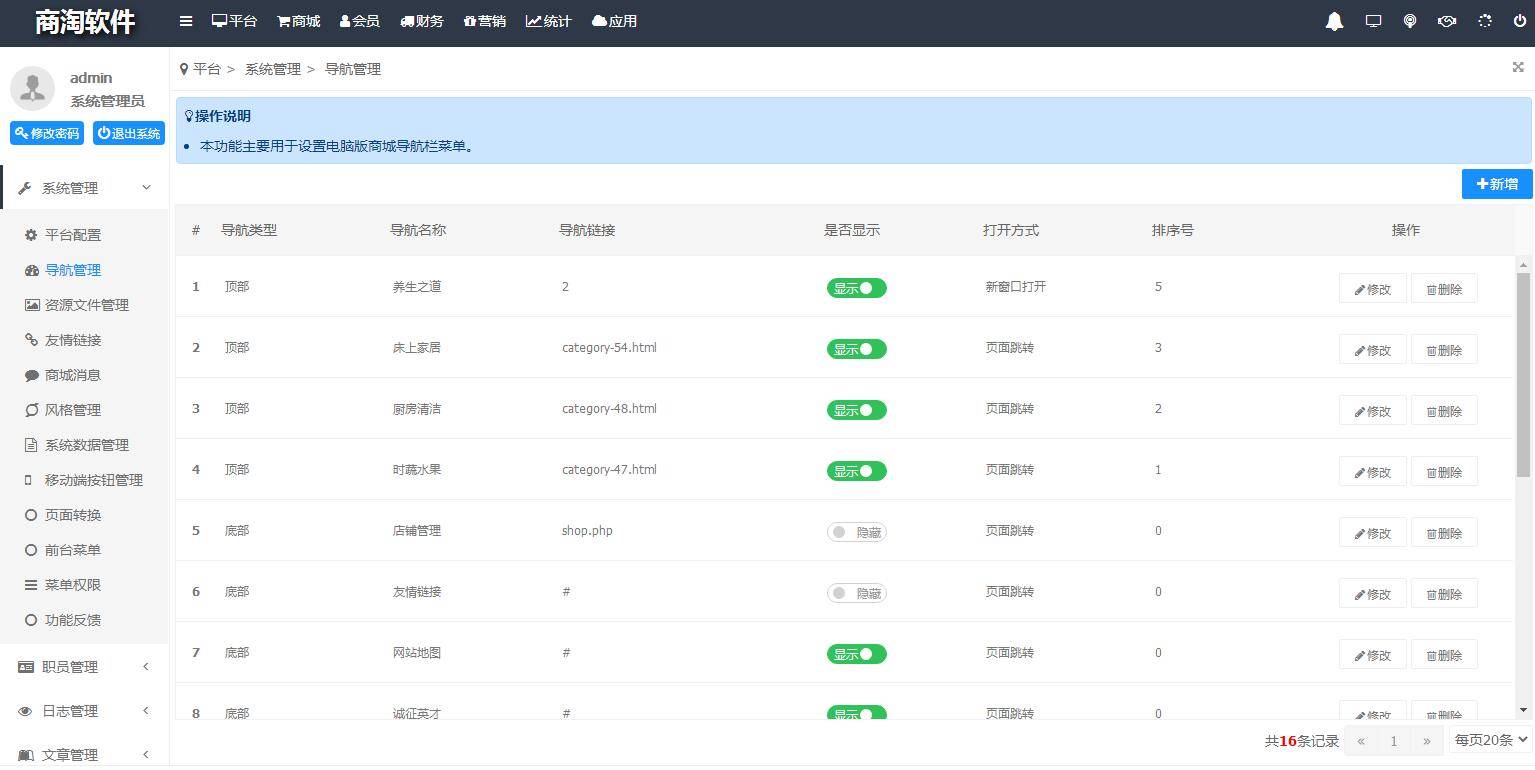 商淘软件 平台 商城 会员 财务 营销 统计 应用
admin
系统管理员
修改密码 退出系统
系统管理
平台配置
导航管理
资源文件管理
友情链接
商城消息
风格管理
系统数据管理
移动端按钮管理
页面转换
前台菜单
菜单权限
功能反馈
职员管理
日志管理
文章管理
平台 > 系统管理 > 导航管理
操作说明
本功能主要用于设置电脑版商城导航栏菜单。
新增
# 导航类型 导航名称 导航链接 是否显示 打开方式 排序号 操作
1 顶部 养生之道 2 显示 新窗口打开 5 修改 删除
2 顶部 床上家居 category-54.html 显示 页面跳转 3 修改 删除
3 顶部 厨房清洁 category-48.html 显示 页面跳转 2 修改 删除
4 顶部 时蔬水果 category-47.html 显示 页面跳转 1 修改 删除
5 底部 店铺管理 shop.php 隐藏 页面跳转 0 修改 删除
6 底部 友情链接 # 隐藏 页面跳转 0 修改 删除
7 底部 网站地图 # 显示 页面跳转 0 修改 删除
8 底部 诚征英才 # 显示 页面跳转 0 修改 删除
共16条记录 « 1 » 每页20条